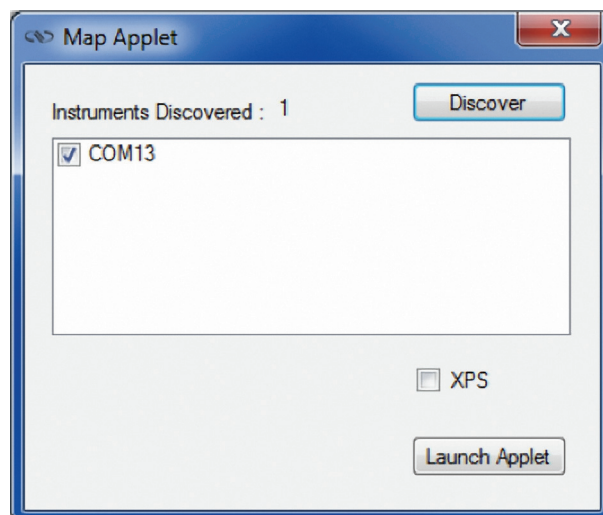 Map Applet
Instruments Discovered : 1
Discover
COM13
XPS
Launch Applet